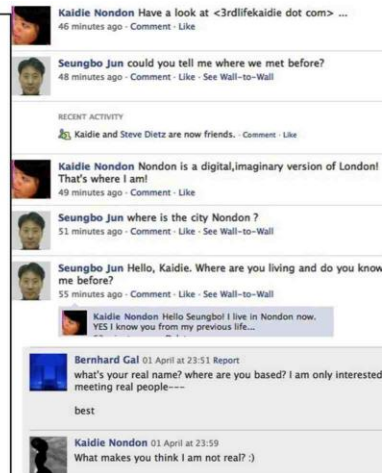 Kaidie Nondon Have a look at <3rdlifekaidie dot com> ...
46 minutes ago · Comment · Like
Seungbo Jun could you tell me where we met before?
48 minutes ago · Comment · Like · See Wall-to-Wall
RECENT ACTIVITY
Kaidie and Steve Dietz are now friends. · Comment · Like
Kaidie Nondon Nondon is a digital,imaginary version of London!
That's where I am!
49 minutes ago · Comment · Like
Seungbo Jun where is the city Nondon ?
51 minutes ago · Comment · Like · See Wall-to-Wall
Seungbo Jun Hello, Kaidie. Where are you living and do you know
me before?
55 minutes ago · Comment · Like · See Wall-to-Wall
Kaidie Nondon Hello Seungbo! I live in Nondon now.
YES I know you from my previous life...
Bernhard Gal 01 April at 23:51 Report
what's your real name? where are you based? I am only interested
meeting real people---
best
Kaidie Nondon 01 April at 23:59
What makes you think I am not real? :)